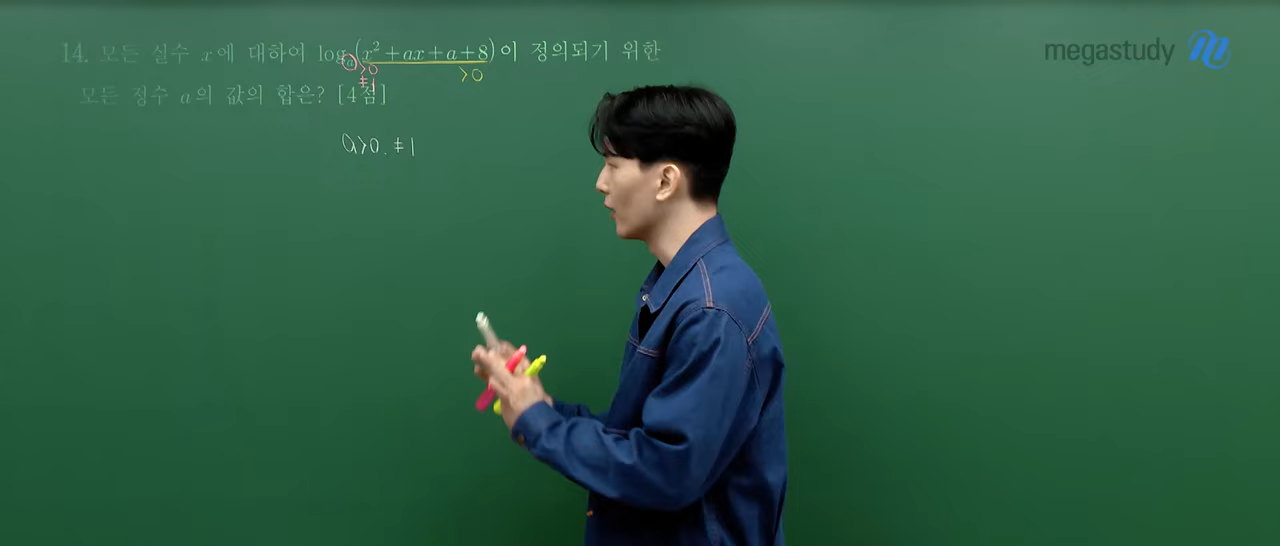 14. 모든 실수 x에 대하여 logₐ(x²+ax+a+8)이 정의되기 위한
megastudy
>0
>0
≠1
모든 정수 a의 값의 합은? [4점]
a>0. ≠1